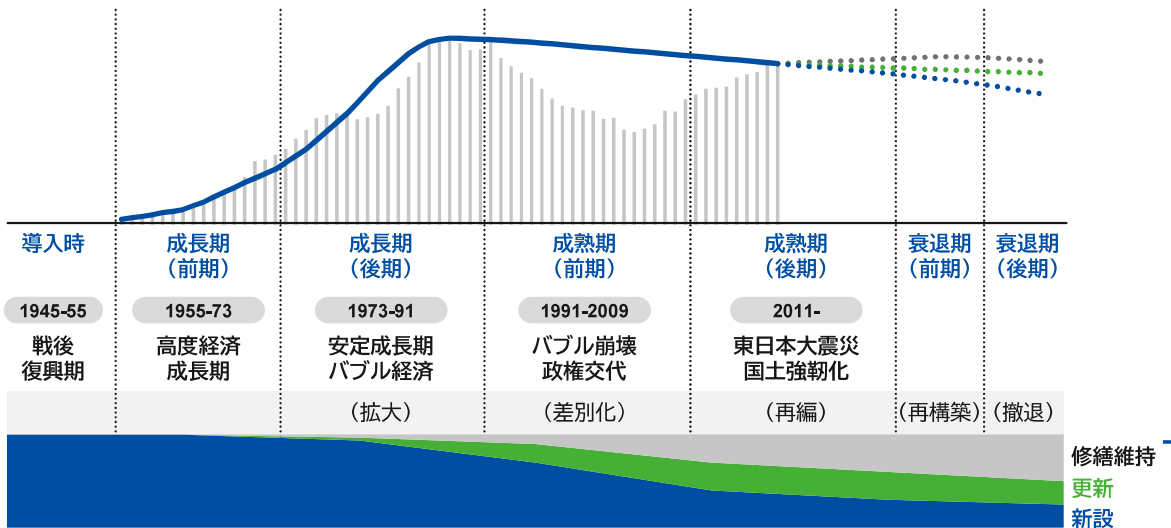 導入時
成長期
（前期）
成長期
（後期）
成熟期
（前期）
成熟期
（後期）
衰退期
（前期）
衰退期
（後期）
1945-55
1955-73
1973-91
1991-2009
2011-
戦後
復興期
高度経済
成長期
安定成長期
バブル経済
バブル崩壊
政権交代
東日本大震災
国土強靭化
（拡大）
（差別化）
（再編）
（再構築）
（撤退）
修繕維持
更新
新設